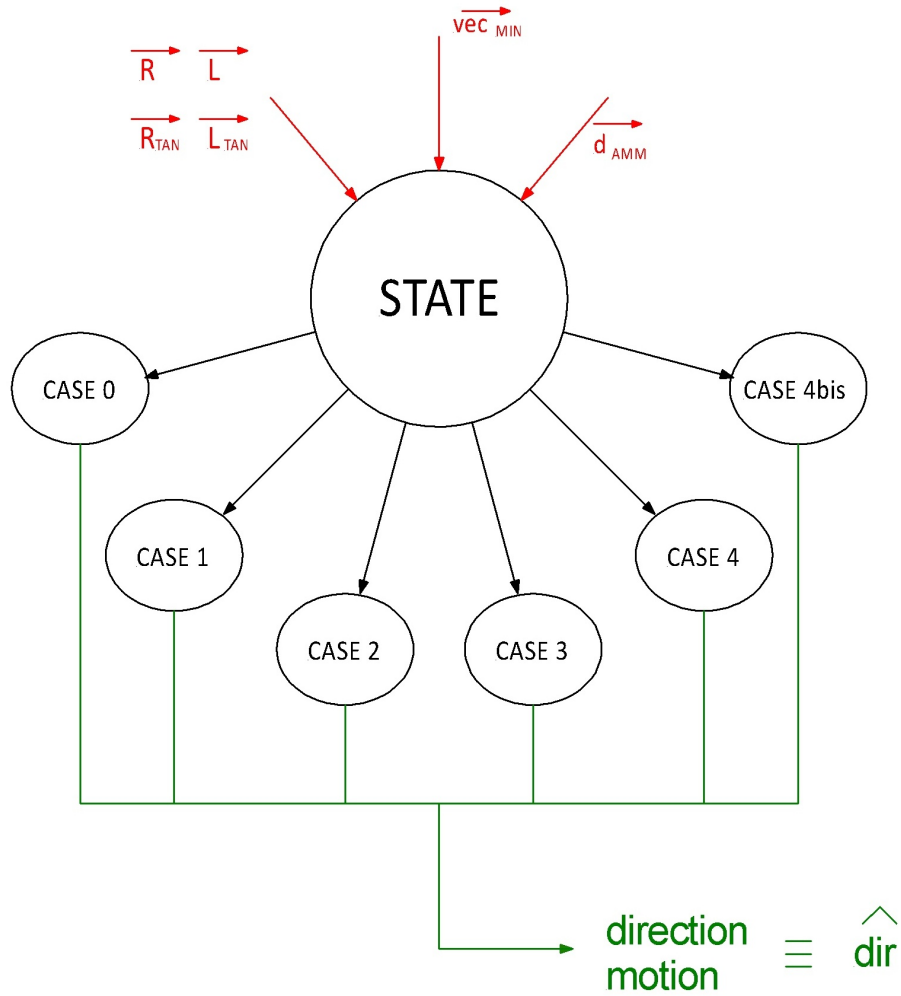 vec MIN
R L
R TAN L TAN
d AMM
STATE
CASE 0
CASE 4bis
CASE 1
CASE 4
CASE 2
CASE 3
direction
motion ≡ dir